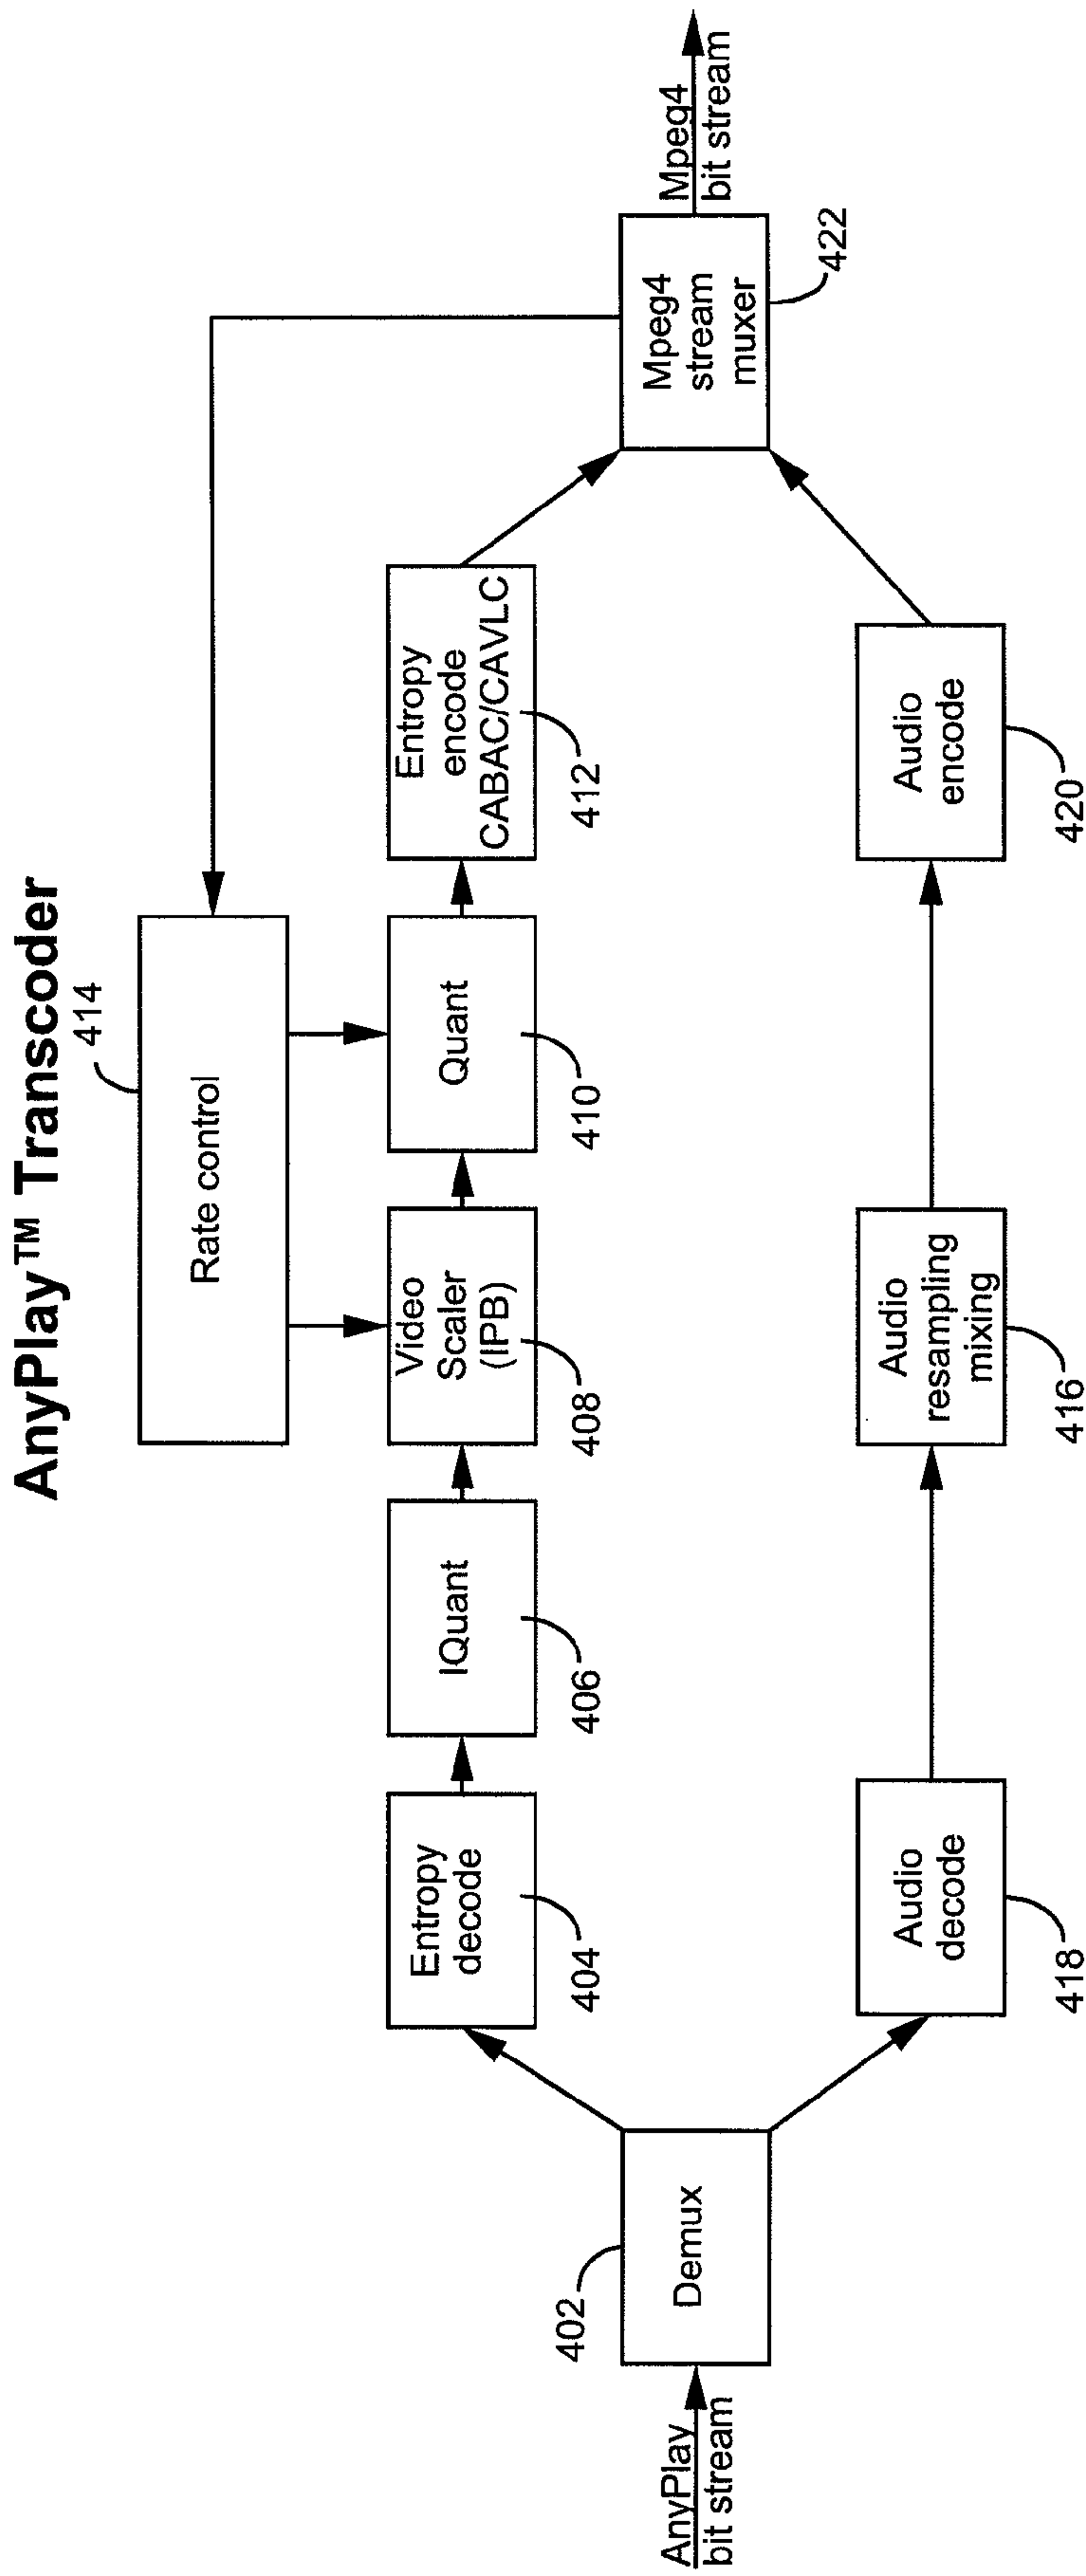 AnyPlay™ Transcoder
414
Rate control
Entropy
decode
404
IQuant
406
Video
Scaler
(IPB)
408
Quant
410
Entropy
encode
CABAC/CAVLC
412
AnyPlay
bit stream
402
Demux
Mpeg4
stream
muxer
422
Mpeg4
bit stream
Audio
decode
418
Audio
resampling
mixing
416
Audio
encode
420